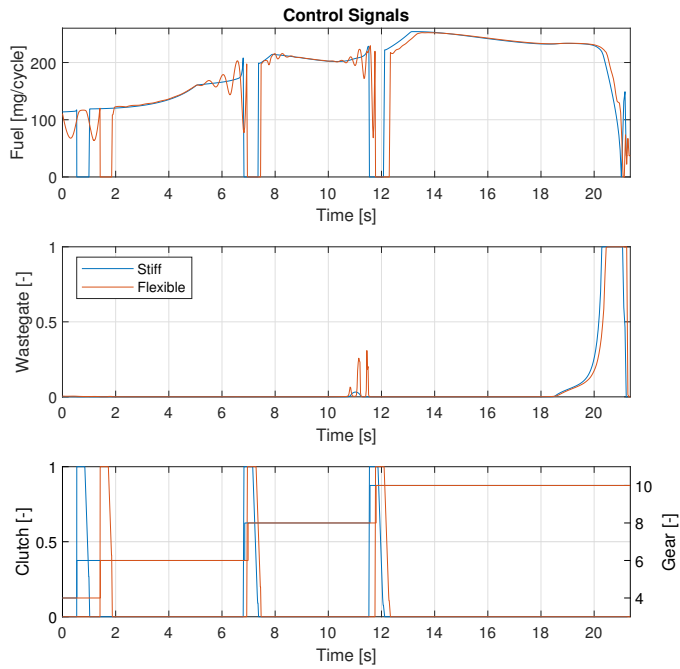 Control Signals
Fuel [mg/cycle]
200
100
0
0 2 4 6 8 10 12 14 16 18 20
Time [s]
Wastegate [-]
1
0.5
0
Stiff
Flexible
0 2 4 6 8 10 12 14 16 18 20
Time [s]
Clutch [-]
1
0.5
0
Gear [-]
10
8
6
4
0 2 4 6 8 10 12 14 16 18 20
Time [s]